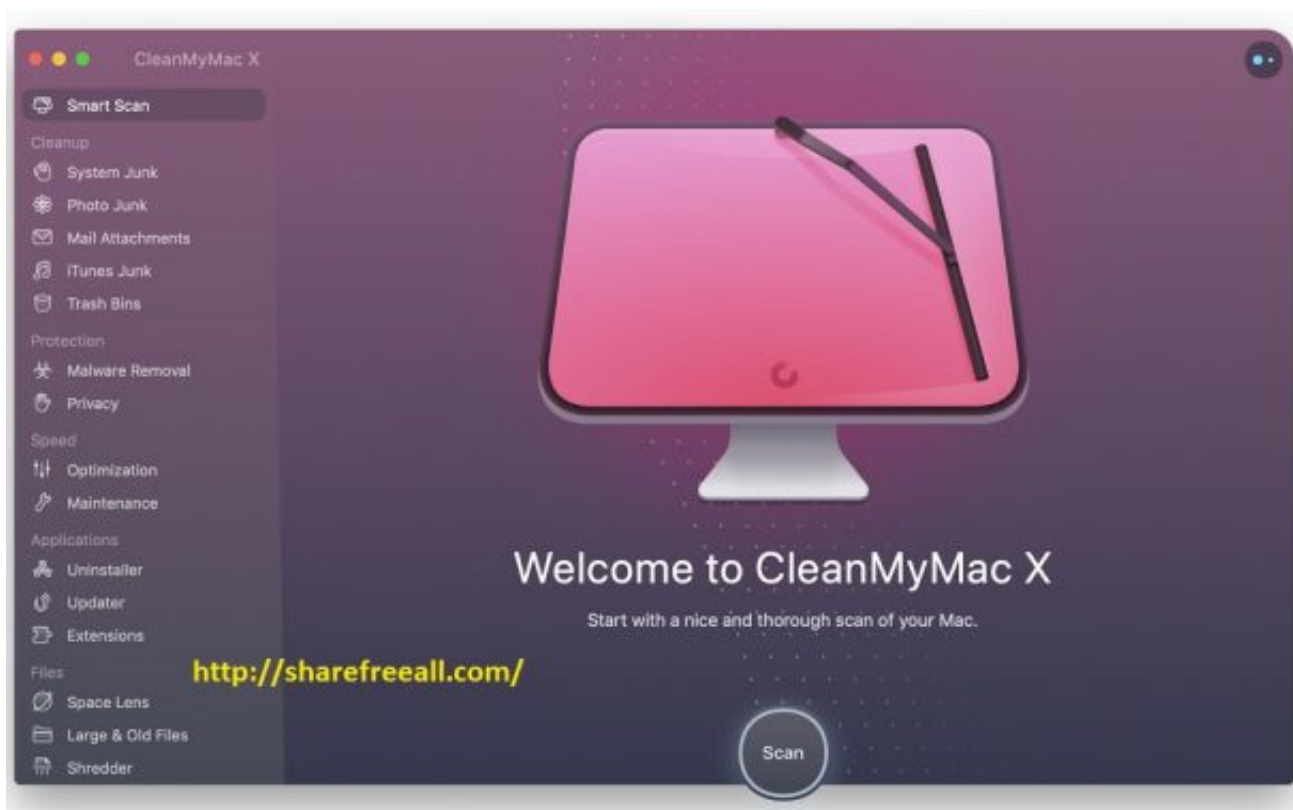 CleanMyMac X
Smart Scan
Cleanup
System Junk
Photo Junk
Mail Attachments
iTunes Junk
Trash Bins
Protection
Malware Removal
Privacy
Speed
Optimization
Maintenance
Applications
Uninstaller
Updater
Extensions
Files
Space Lens
Large & Old Files
Shredder
Welcome to CleanMyMac X
Start with a nice and thorough scan of your Mac.
http://sharefreeall.com/
Scan